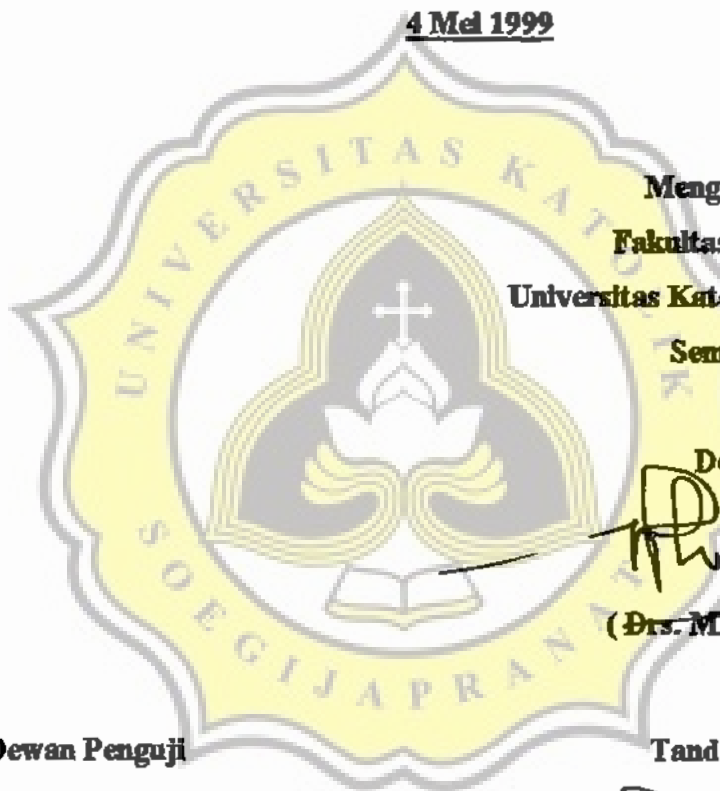 4 Mei 1999
UNIVERSITAS KATOLIK
Meng
Fakultas
Universitas Kat
Sem
De
(Drs. M
SOEGIJAPRANATA
Dewan Penguji
Tand